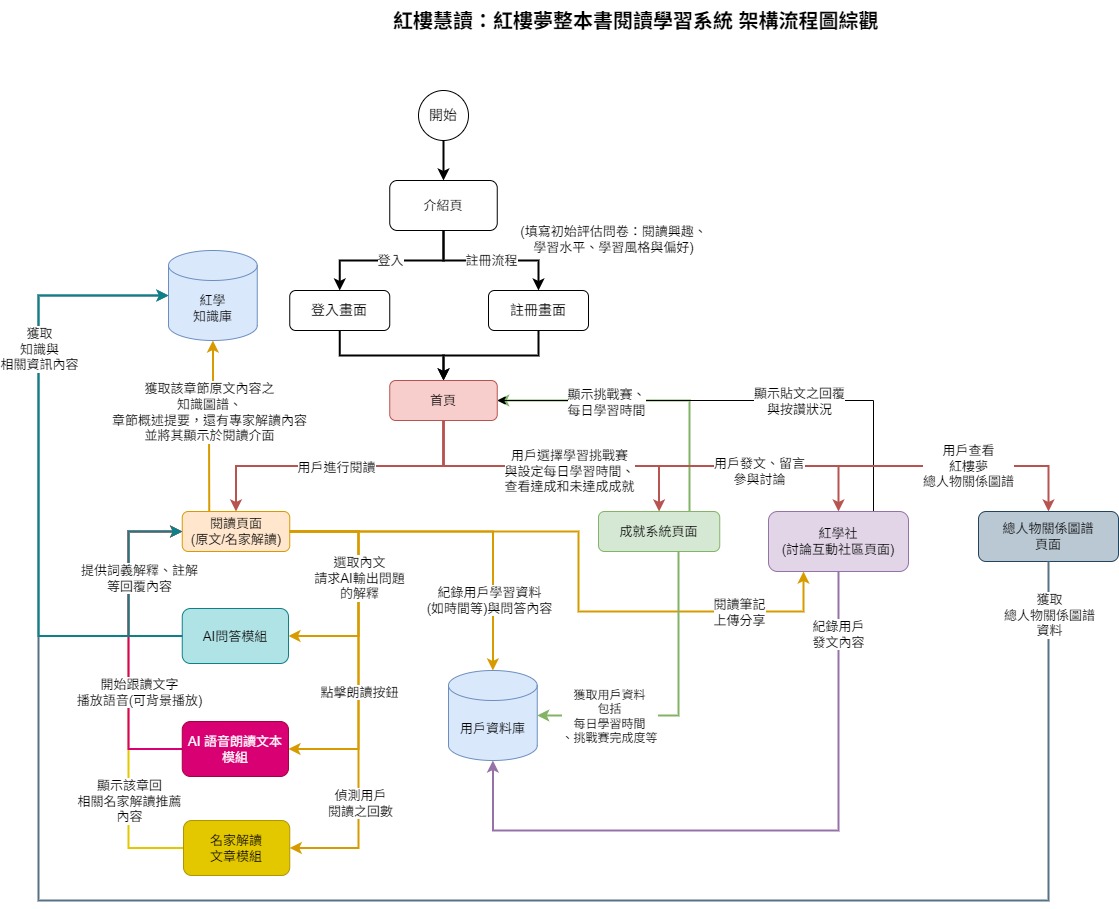 紅樓慧讀：紅樓夢整本書閱讀學習系統 架構流程圖綜觀
開始
介紹頁
(填寫初始評估問卷：閱讀興趣、
學習水平、學習風格與偏好)
登入
註冊流程
登入畫面
註冊畫面
紅學
知識庫
獲取
知識與
相關資訊內容
首頁
顯示挑戰賽、
每日學習時間
顯示貼文之回覆
與按讚狀況
獲取該章節原文內容之
知識圖譜、
章節概述提要，還有專家解讀內容
並將其顯示於閱讀介面
用戶進行閱讀
用戶選擇學習挑戰賽
與設定每日學習時間、
查看達成和未達成成就
用戶發文、留言
參與討論
用戶查看
紅樓夢
總人物關係圖譜
閱讀頁面
(原文/名家解讀)
成就系統頁面
紅學社
(討論互動社區頁面)
總人物關係圖譜
頁面
提供詞義解釋、註解
等回覆內容
選取內文
請求AI輸出問題
的解釋
紀錄用戶學習資料
(如時間等)與問答內容
閱讀筆記
上傳分享
紀錄用戶
發文內容
獲取
總人物關係圖譜
資料
AI問答模組
開始跟讀文字
播放語音(可背景播放)
點擊朗讀按鈕
用戶資料庫
獲取用戶資料
包括
每日學習時間
、挑戰賽完成度等
AI 語音朗讀文本
模組
顯示該章回
相關名家解讀推薦
內容
偵測用戶
閱讀之回數
名家解讀
文章模組